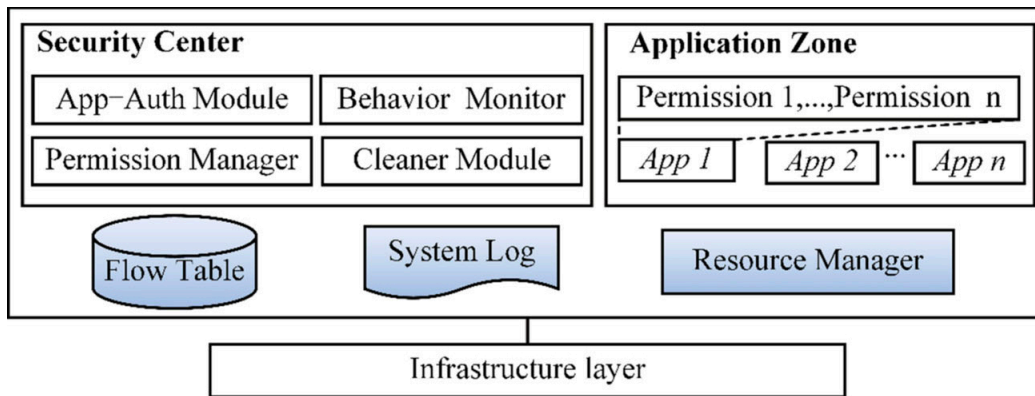 Security Center
App-Auth Module
Behavior Monitor
Permission Manager
Cleaner Module
Application Zone
Permission 1,...,Permission n
App 1
App 2
...
App n
Flow Table
System Log
Resource Manager
Infrastructure layer